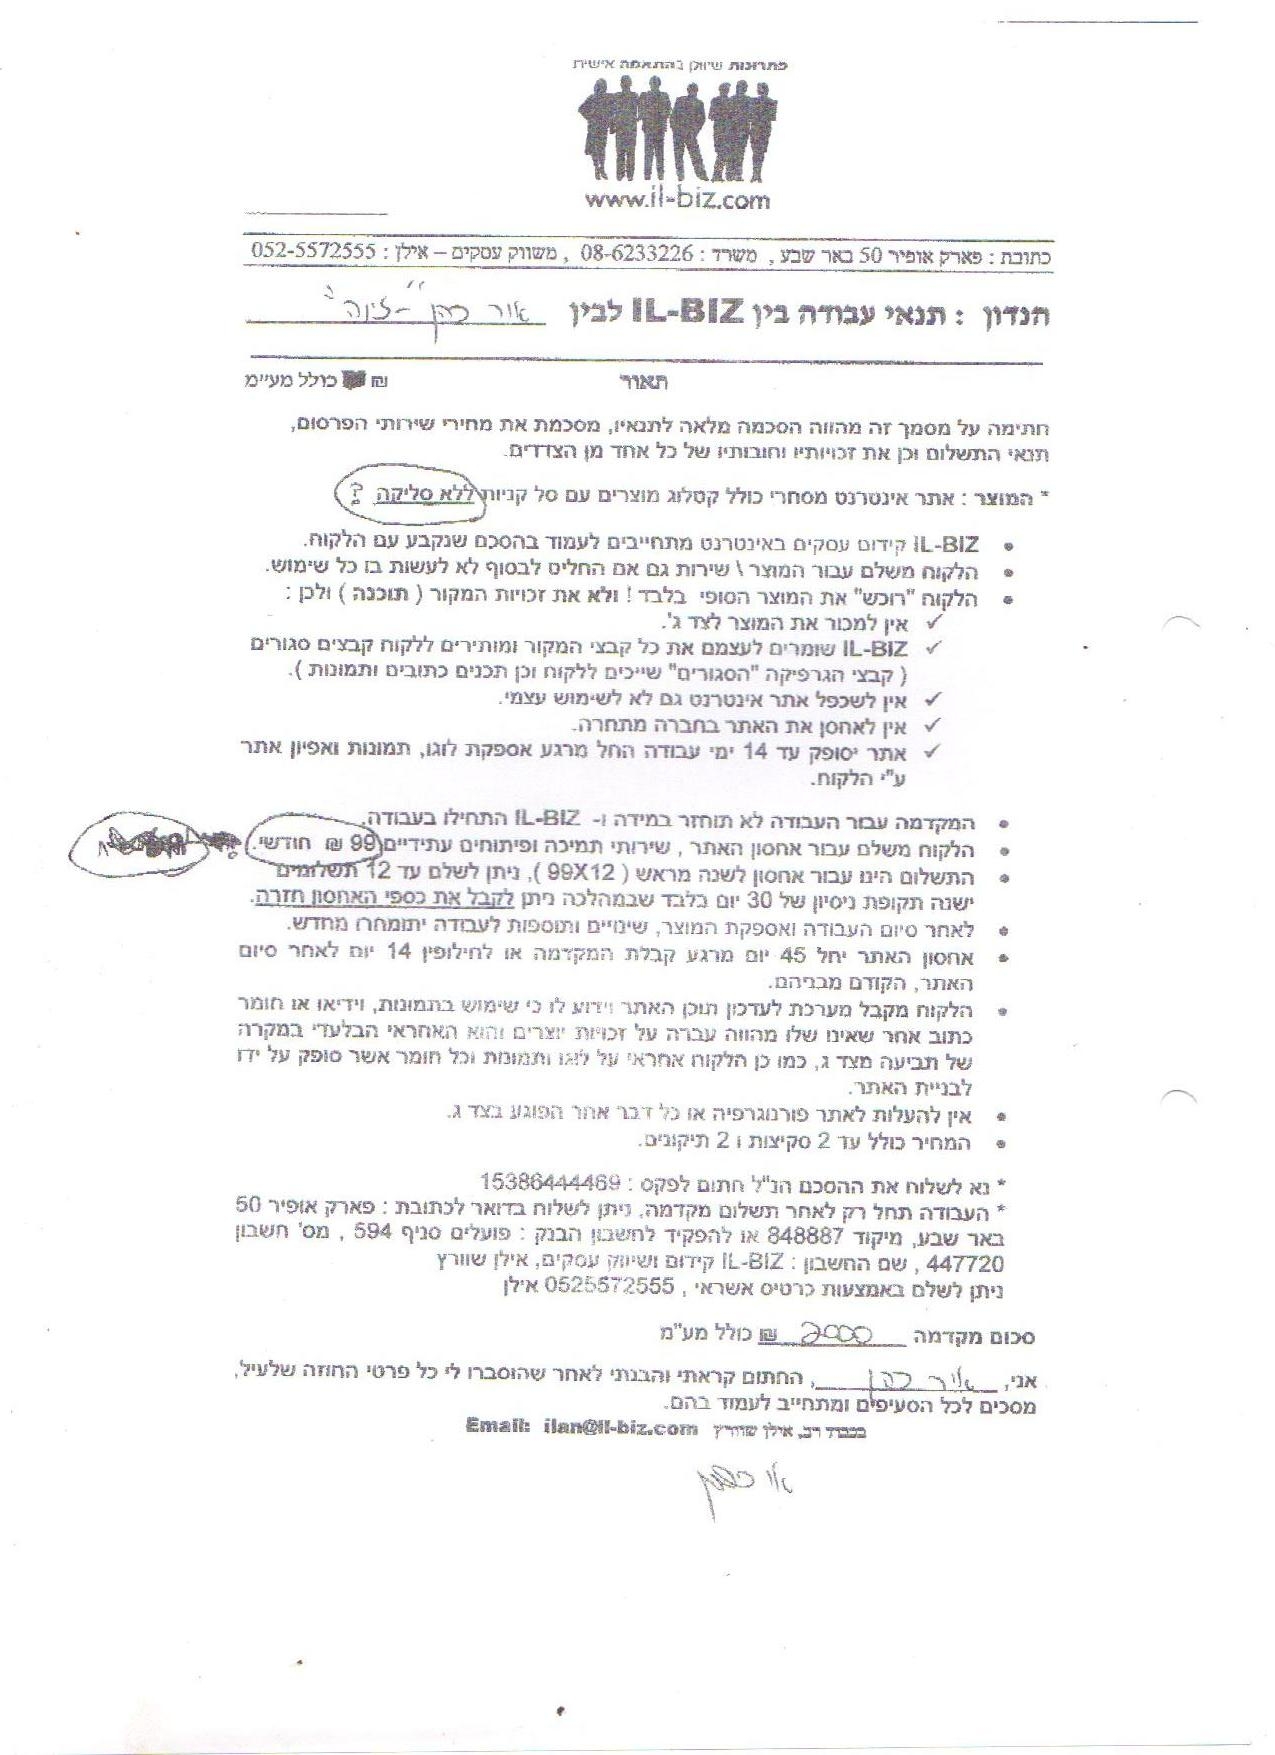 פתרונות שיווק בהתאמה אישית
www.il-biz.com
כתובת : פארק אופיר 50 באר שבע , משרד : 08-6233226 , משווק עסקים – אילן : 052-5572555
הנדון : תנאי עבודה בין IL-BIZ לבין אור כהן
תאור ₪ כולל מע"מ
חתימה על מסמך זה מהווה הסכמה מלאה לתנאיו, מסכמת את מחירי שירותי הפרסום,
תנאי התשלום וכן את זכויותיו וחובותיו של כל אחד מן הצדדים.
* המוצר : אתר אינטרנט מסחרי כולל קטלוג מוצרים עם סל קניות ללא סליקה ?
• IL-BIZ קידום עסקים באינטרנט מתחייבים לעמוד בהסכם שנקבע עם הלקוח.
• הלקוח משלם עבור המוצר \ שירות גם אם החליט לבסוף לא לעשות בו כל שימוש.
• הלקוח "רוכש" את המוצר הסופי בלבד ! ולא את זכויות המקור ( תוכנה ) ולכן :
✓ אין למכור את המוצר לצד ג'.
✓ IL-BIZ שומרים לעצמם את כל קבצי המקור ומותירים ללקוח קבצים סגורים
( קבצי הגרפיקה "הסגורים" שייכים ללקוח וכן תכנים כתובים ותמונות ).
✓ אין לשכפל אתר אינטרנט גם לא לשימוש עצמי.
✓ אין לאחסן את האתר בחברה מתחרה.
✓ אתר יסופק עד 14 ימי עבודה החל מרגע אספקת לוגו, תמונות ואפיון אתר
ע"י הלקוח.
• המקדמה עבור העבודה לא תוחזר במידה ו- IL-BIZ התחילו בעבודה.
• הלקוח משלם עבור אחסון האתר , שירותי תמיכה ופיתוחים עתידיים 99 ₪ חודשי.
• התשלום הינו עבור אחסון לשנה מראש ( 99X12 ), ניתן לשלם עד 12 תשלומים
ישנה תקופת ניסיון של 30 יום בלבד שבמהלכה ניתן לקבל את כספי האחסון חזרה.
• לאחר סיום העבודה ואספקת המוצר, שינויים ותוספות לעבודה יתומחרו מחדש.
• אחסון האתר יחל 45 יום מרגע קבלת המקדמה או לחילופין 14 יום לאחר סיום
האתר, הקודם מבניהם.
• הלקוח מקבל מערכת לעדכון תוכן האתר וידוע לו כי שימוש בתמונות, וידיאו או חומר
כתוב אחר שאינו שלו מהווה עברה על זכויות יוצרים והוא האחראי הבלעדי במקרה
של תביעה מצד ג, כמו כן הלקוח אחראי על לוגו ותמונות וכל חומר אשר סופק על ידו
לבניית האתר.
• אין להעלות לאתר פורנוגרפיה או כל דבר אחר הפוגע בצד ג.
• המחיר כולל עד 2 סקיצות ו 2 תיקונים.
* נא לשלוח את ההסכם הנ"ל חתום לפקס : 15386444469
* העבודה תחל רק לאחר תשלום מקדמה, ניתן לשלוח בדואר לכתובת : פארק אופיר 50
באר שבע, מיקוד 848887 או להפקיד לחשבון הבנק : פועלים סניף 594 , מס' חשבון
447720 , שם החשבון : IL-BIZ קידום ושיווק עסקים, אילן שוורץ
ניתן לשלם באמצעות כרטיס אשראי , 0525572555 אילן
סכום מקדמה 2000 ₪ כולל מע"מ
אני, אור כהן, החתום קראתי והבנתי לאחר שהוסברו לי כל פרטי החוזה שלעיל,
מסכים לכל הסעיפים ומתחייב לעמוד בהם.
בכבוד רב, אילן שוורץ Email: ilan@il-biz.com
אור כהן